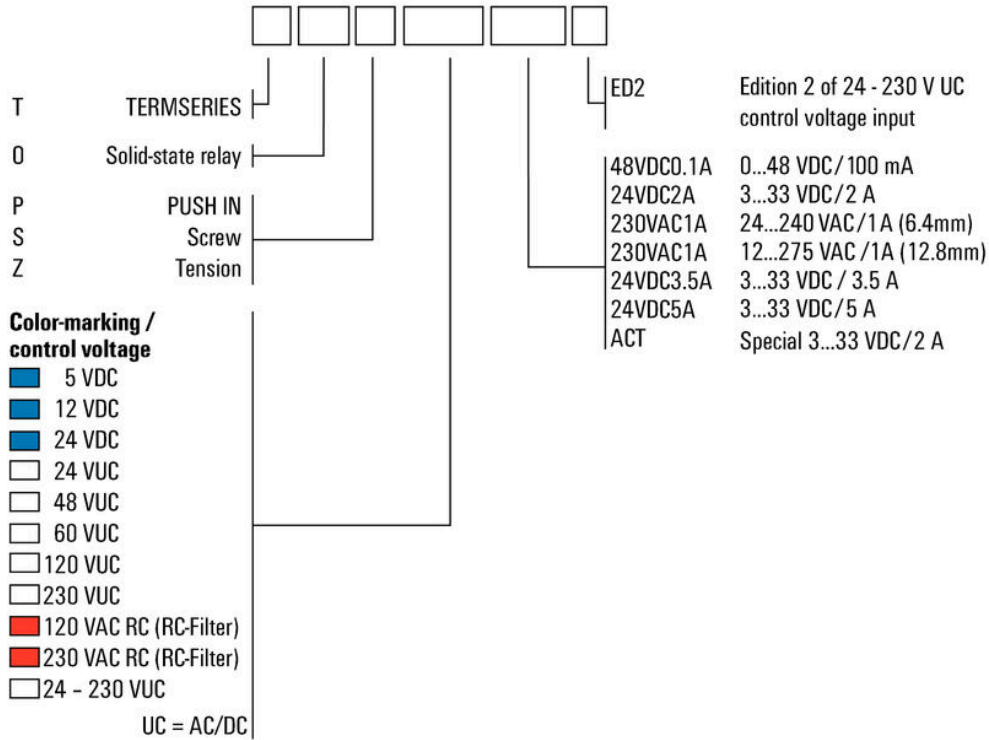 T TERMSERIES
O Solid-state relay
P PUSH IN
S Screw
Z Tension
Color-marking /
control voltage
5 VDC
12 VDC
24 VDC
24 VUC
48 VUC
60 VUC
120 VUC
230 VUC
120 VAC RC (RC-Filter)
230 VAC RC (RC-Filter)
24 – 230 VUC
UC = AC/DC
ED2 Edition 2 of 24 - 230 V UC
control voltage input
48VDC0.1A 0...48 VDC/100 mA
24VDC2A 3...33 VDC/2 A
230VAC1A 24...240 VAC/1A (6.4mm)
230VAC1A 12...275 VAC/1A (12.8mm)
24VDC3.5A 3...33 VDC / 3.5 A
24VDC5A 3...33 VDC/5 A
ACT Special 3...33 VDC/2 A